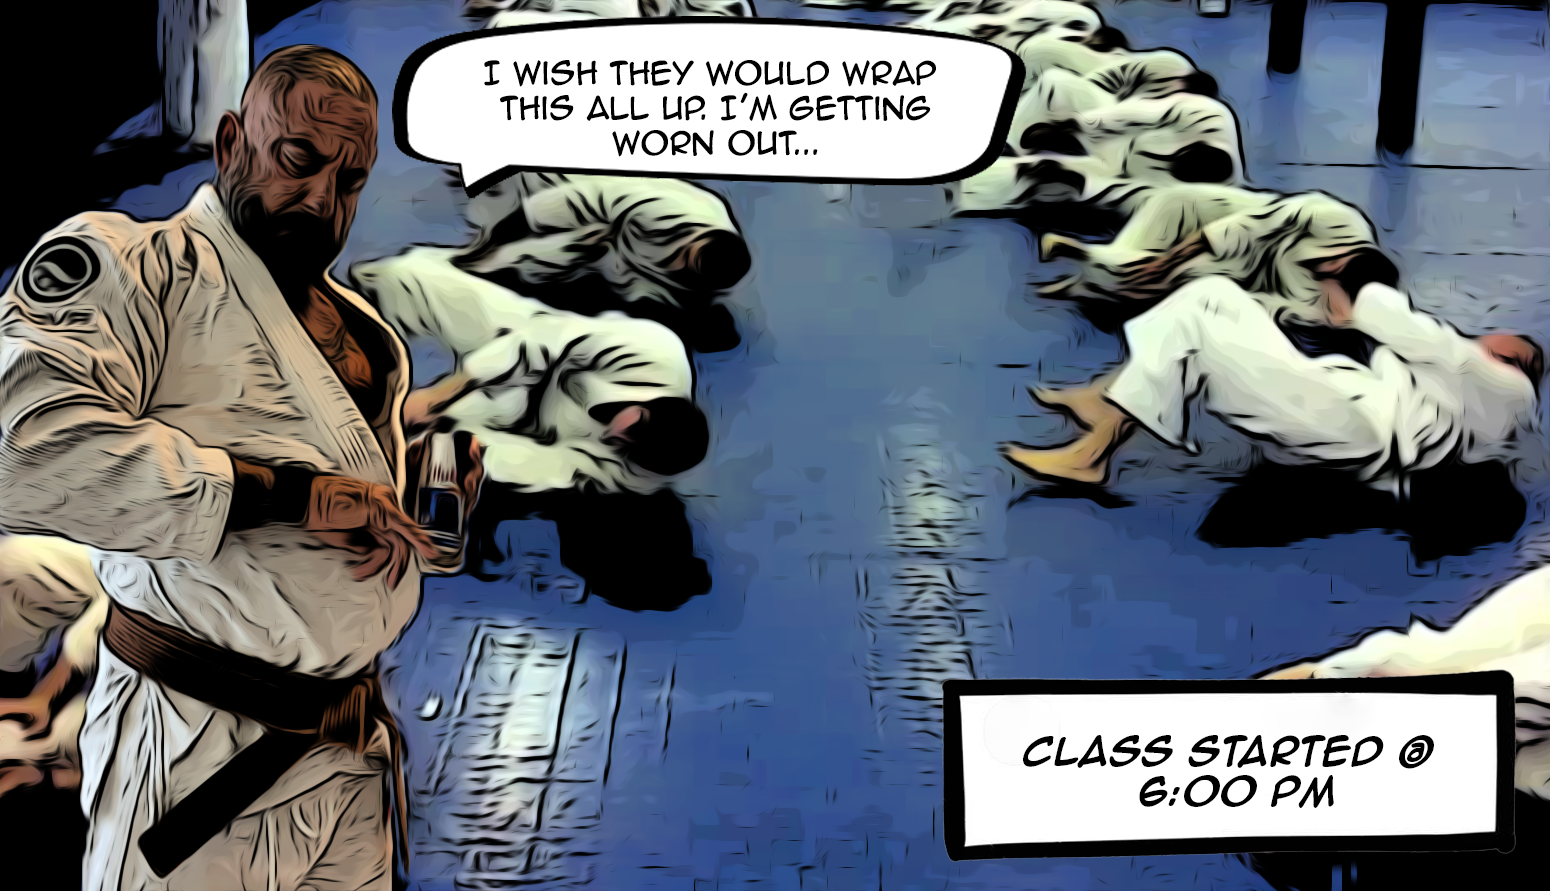 I WISH THEY WOULD WRAP
THIS ALL UP. I'M GETTING
WORN OUT...
CLASS STARTED @
6:00 PM